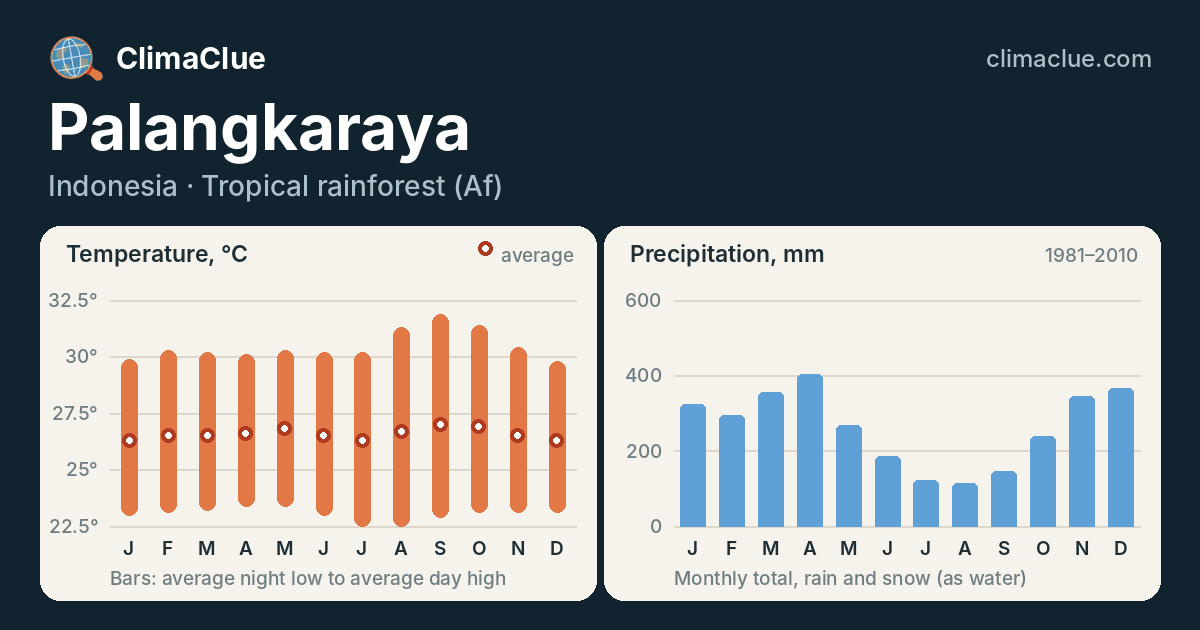 ClimaClue
climaclue.com
Palangkaraya
Indonesia · Tropical rainforest (Af)
Temperature, °C
average
32.5°
30°
27.5°
25°
22.5°
J F M A M J J A S O N D
Bars: average night low to average day high
Precipitation, mm
1981–2010
600
400
200
0
J F M A M J J A S O N D
Monthly total, rain and snow (as water)